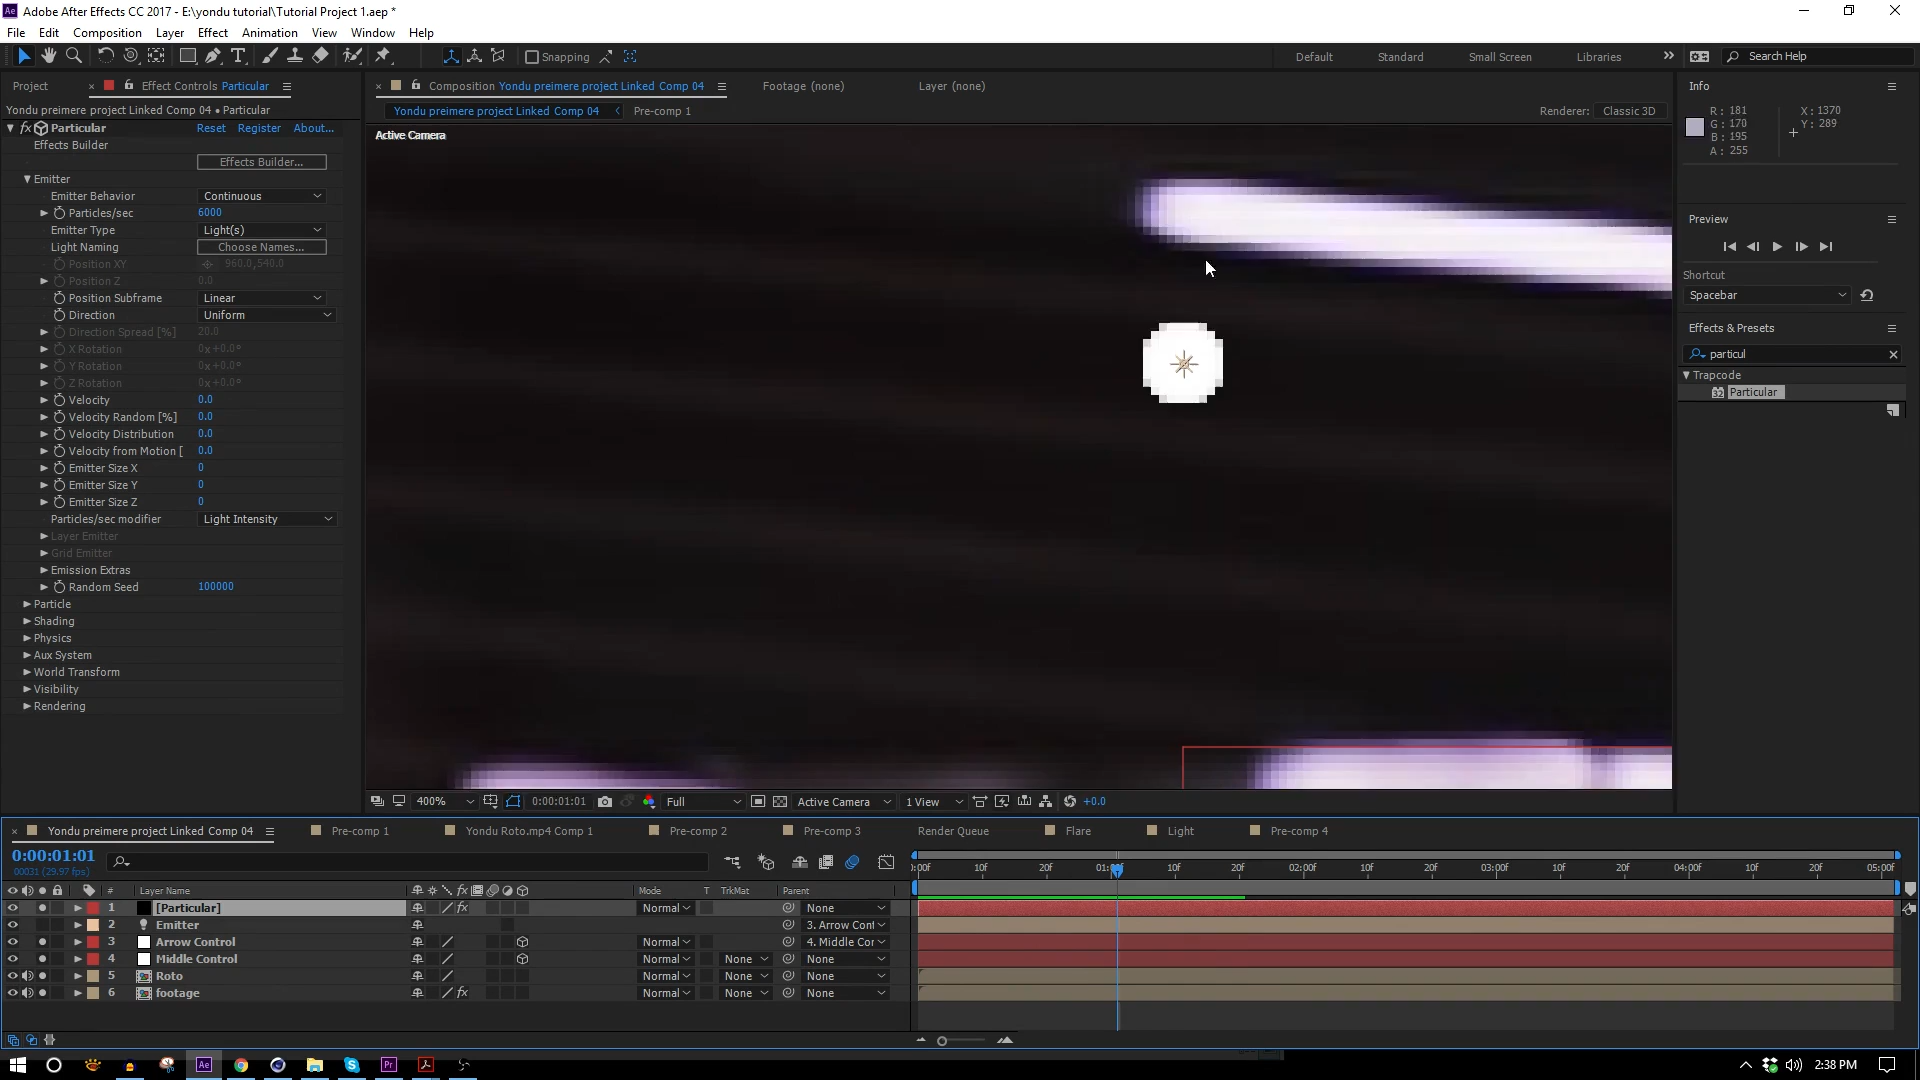 Adobe After Effects CC 2017 - E:\yondu tutorial\Tutorial Project 1.aep *
File Edit Composition Layer Effect Animation View Window Help
Snapping
Default Standard Small Screen Libraries Search Help
Project Effect Controls Particular
Composition Yondu preimere project Linked Comp 04 Footage (none) Layer (none)
Info
Yondu preimere project Linked Comp 04 • Particular
Yondu preimere project Linked Comp 04 Pre-comp 1 Renderer: Classic 3D
R: 181 X: 1370
G: 170 Y: 289
B: 195
A: 255
fx Particular Reset Register About...
Active Camera
Effects Builder
Effects Builder...
Emitter
Emitter Behavior Continuous
Particles/sec 6000
Emitter Type Light(s)
Light Naming Choose Names...
Position XY 960.0,540.0
Position Z 0.0
Position Subframe Linear
Direction Uniform
Direction Spread [%] 20.0
X Rotation 0x+0.0°
Y Rotation 0x+0.0°
Z Rotation 0x+0.0°
Velocity 0.0
Velocity Random [%] 0.0
Velocity Distribution 0.0
Velocity from Motion [ 0.0
Emitter Size X 0
Emitter Size Y 0
Emitter Size Z 0
Particles/sec modifier Light Intensity
Layer Emitter
Grid Emitter
Emission Extras
Random Seed 100000
Particle
Shading
Physics
Aux System
World Transform
Visibility
Rendering
Preview
Shortcut
Spacebar
Effects & Presets
particul
Trapcode
32 Particular
400% 0:00:01:01 Full Active Camera 1 View +0.0
Yondu preimere project Linked Comp 04 Pre-comp 1 Yondu Roto.mp4 Comp 1 Pre-comp 2 Pre-comp 3 Render Queue Flare Light Pre-comp 4
0:00:01:01
00031 (29.97 fps)
:00f 10f 20f 01:00f 10f 20f 02:00f 10f 20f 03:00f 10f 20f 04:00f 10f 20f 05:00f
# Layer Name fx Mode T TrkMat Parent
1 [Particular] fx Normal None
2 Emitter 3. Arrow Cont
3 Arrow Control Normal 4. Middle Cor
4 Middle Control Normal None None
5 Roto Normal None None
6 footage fx Normal None None
Ae Pr 2:38 PM